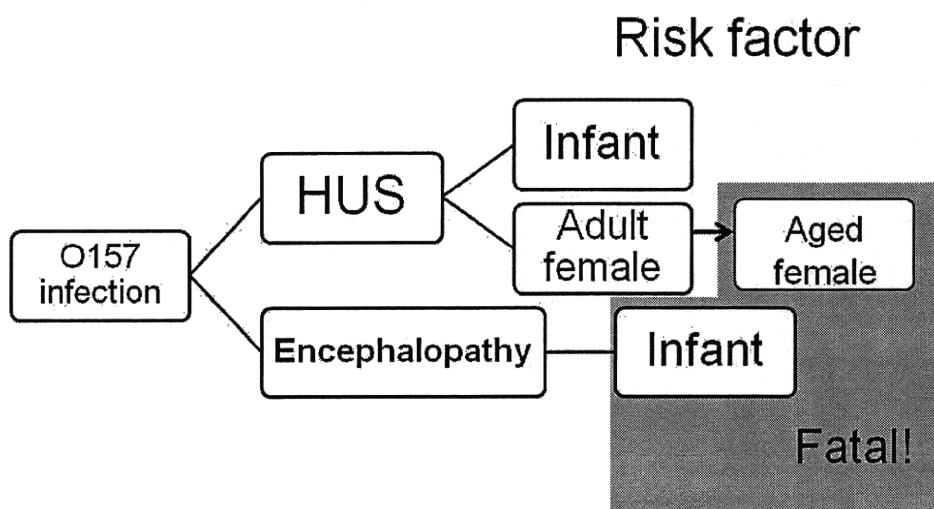 Risk factor
Infant
HUS
Adult
female
Aged
female
O157
infection
Encephalopathy
Infant
Fatal!